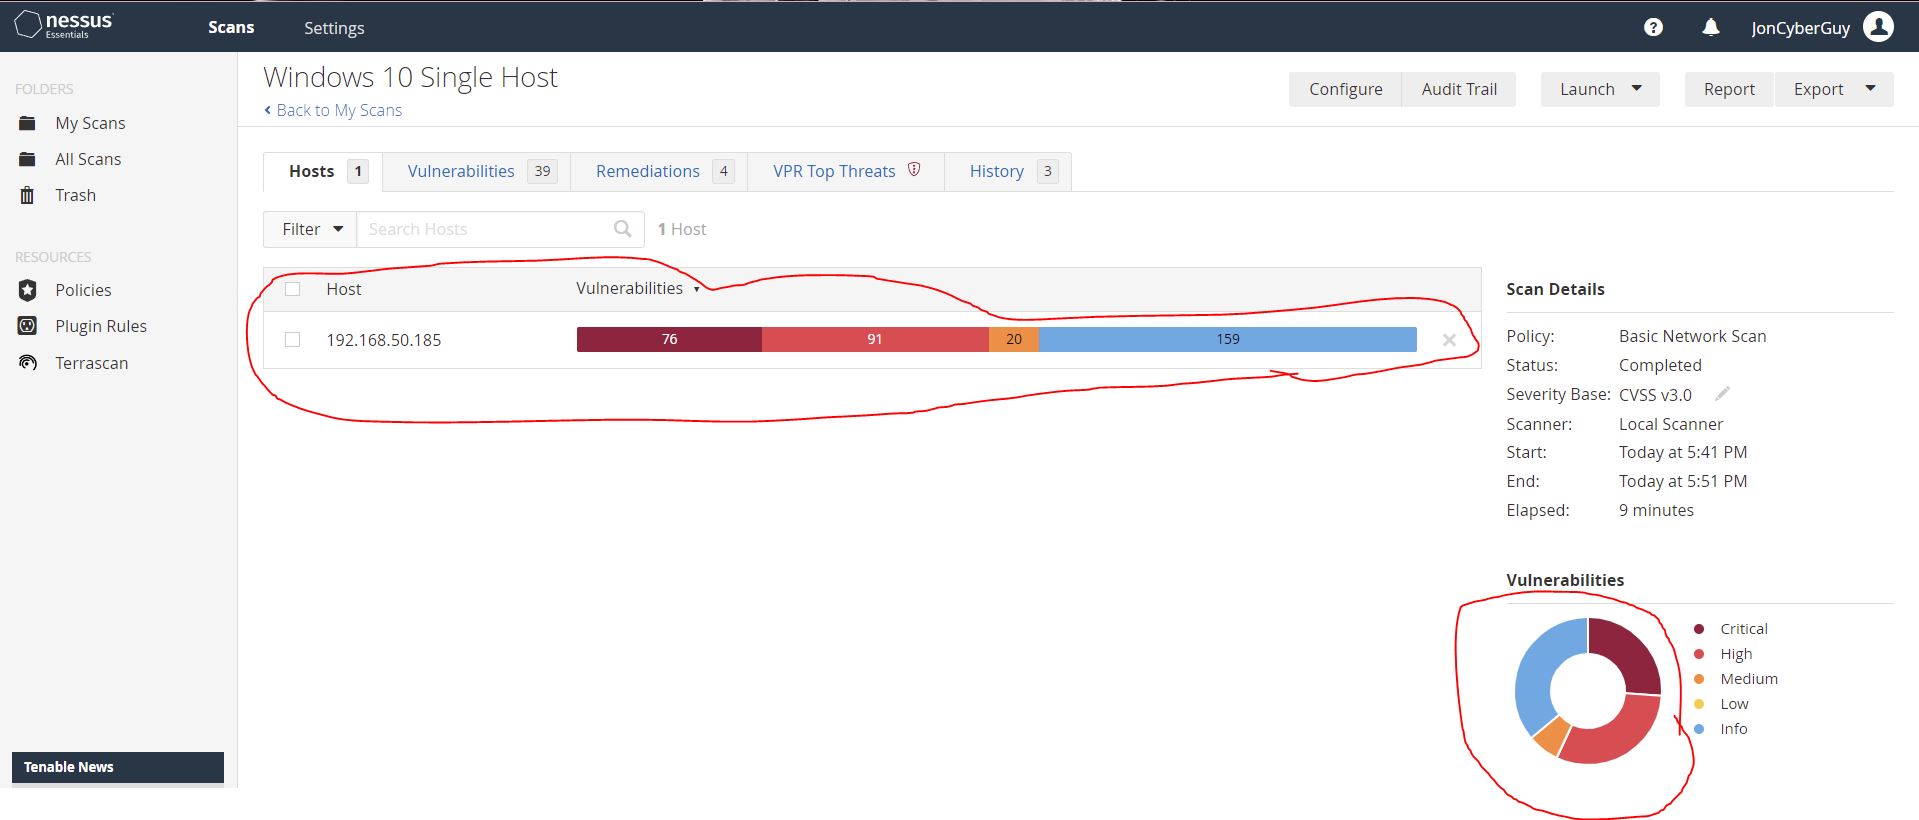 nessus
Essentials
Scans
Settings
?
JonCyberGuy
FOLDERS
My Scans
All Scans
Trash
RESOURCES
Policies
Plugin Rules
Terrascan
Tenable News
Windows 10 Single Host
Back to My Scans
Configure
Audit Trail
Launch
Report
Export
Hosts 1
Vulnerabilities 39
Remediations 4
VPR Top Threats
History 3
Filter
Search Hosts
1 Host
Host Vulnerabilities
192.168.50.185 76 91 20 159
Scan Details
Policy: Basic Network Scan
Status: Completed
Severity Base: CVSS v3.0
Scanner: Local Scanner
Start: Today at 5:41 PM
End: Today at 5:51 PM
Elapsed: 9 minutes
Vulnerabilities
Critical
High
Medium
Low
Info